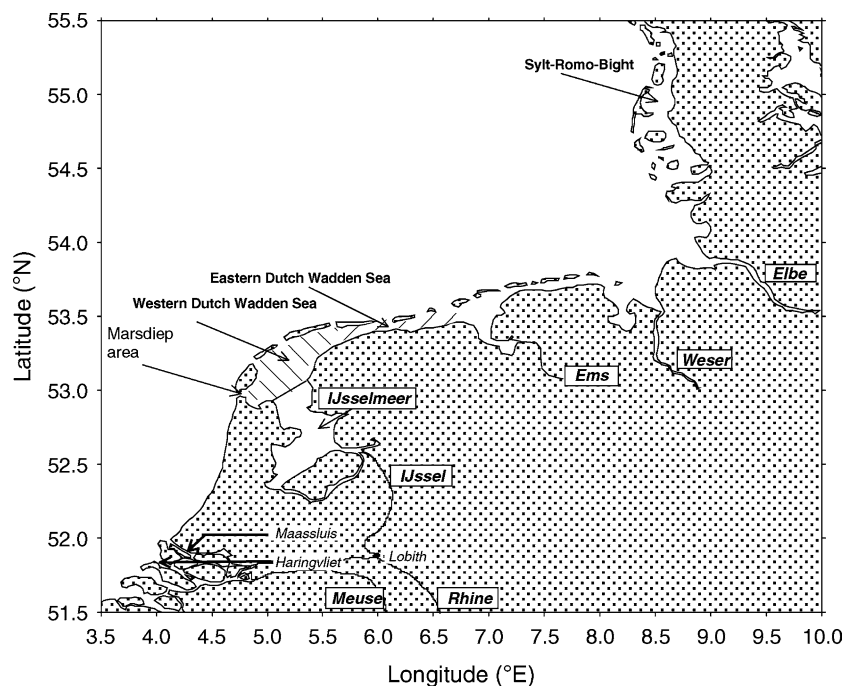 55.5
55.0
54.5
54.0
53.5
53.0
52.5
52.0
51.5
Latitude (°N)
Sylt-Romo-Bight
Elbe
Eastern Dutch Wadden Sea
Western Dutch Wadden Sea
Marsdiep
area
Weser
Ems
IJsselmeer
IJssel
Maassluis
Haringvliet
Lobith
Meuse
Rhine
3.5 4.0 4.5 5.0 5.5 6.0 6.5 7.0 7.5 8.0 8.5 9.0 9.5 10.0
Longitude (°E)